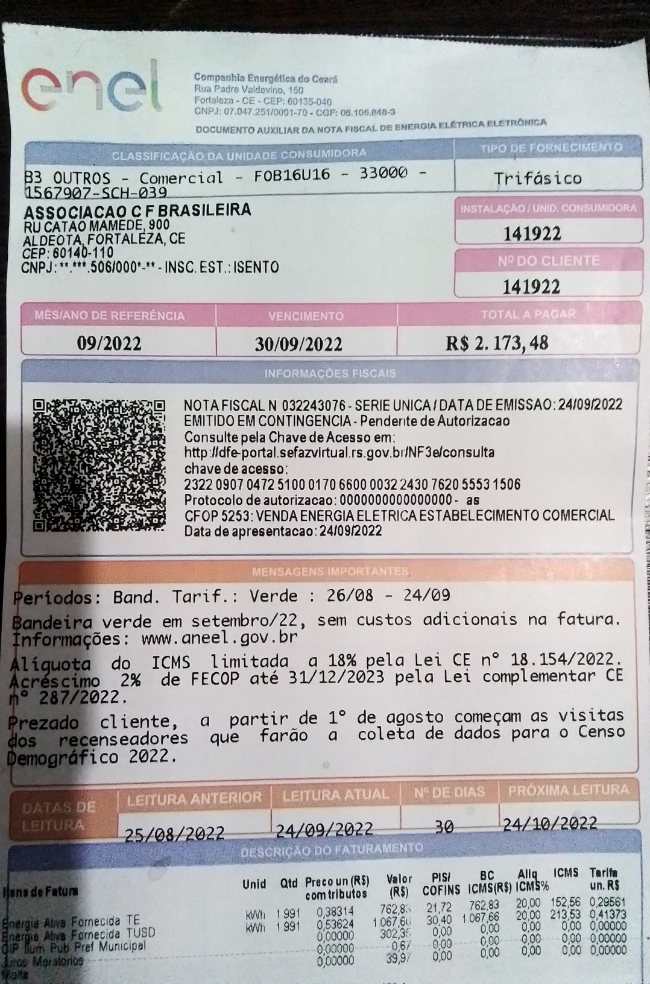 enel
Companhia Energética do Ceará
Rua Padre Valdevino, 150
Fortaleza - CE - CEP: 60135-040
CNPJ: 07.047.251/0001-70 - CGF: 06.105.848-3
DOCUMENTO AUXILIAR DA NOTA FISCAL DE ENERGIA ELÉTRICA ELETRÔNICA
CLASSIFICAÇÃO DA UNIDADE CONSUMIDORA
TIPO DE FORNECIMENTO
B3 OUTROS - Comercial - F0B16U16 - 33000 -
1567907-SCH-039
Trifásico
ASSOCIACAO C F BRASILEIRA
RU CATAO MAMEDE, 900
ALDEOTA, FORTALEZA, CE
CEP: 60140-110
CNPJ: **.***.506/000*-** - INSC. EST.: ISENTO
INSTALAÇÃO / UNID. CONSUMIDORA
141922
Nº DO CLIENTE
141922
MÊS/ANO DE REFERÊNCIA VENCIMENTO TOTAL A PAGAR
09/2022 30/09/2022 R$ 2.173,48
INFORMAÇÕES FISCAIS
NOTA FISCAL N 032243076 - SERIE UNICA / DATA DE EMISSAO: 24/09/2022
EMITIDO EM CONTINGENCIA - Pendente de Autorizacao
Consulte pela Chave de Acesso em:
http://dfe-portal.sefazvirtual.rs.gov.br/NF3e/consulta
chave de acesso:
2322 0907 0472 5100 0170 6600 0032 2430 7620 5553 1506
Protocolo de autorizacao: 0000000000000000 - as
CFOP 5253: VENDA ENERGIA ELETRICA ESTABELECIMENTO COMERCIAL
Data de apresentacao: 24/09/2022
MENSAGENS IMPORTANTES
Períodos: Band. Tarif.: Verde : 26/08 - 24/09
Bandeira verde em setembro/22, sem custos adicionais na fatura.
Informações: www.aneel.gov.br
Alíquota do ICMS limitada a 18% pela Lei CE nº 18.154/2022.
Acréscimo 2% de FECOP até 31/12/2023 pela Lei complementar CE
nº 287/2022.
Prezado cliente, a partir de 1º de agosto começam as visitas
dos recenseadores que farão a coleta de dados para o Censo
Demográfico 2022.
DATAS DE LEITURA
LEITURA ANTERIOR LEITURA ATUAL Nº DE DIAS PRÓXIMA LEITURA
25/08/2022 24/09/2022 30 24/10/2022
DESCRIÇÃO DO FATURAMENTO
Itens de Fatura Unid Qtd Preco un (R$) com tributos Valor (R$) PIS/ COFINS BC ICMS(R$) Aliq ICMS% ICMS Tarifa un. R$
Energia Ativa Fornecida TE kWh 1.991 0,38314 762,83 21,72 762,83 20,00 152,56 0,29561
Energia Ativa Fornecida TUSD kWh 1.991 0,53624 1.067,66 30,40 1.067,66 20,00 213,53 0,41373
CIP Ilum Pub Pref Municipal 0,00000 302,35 0,00 0,00 0,00 0,00 0,00000
Juros Moratorios 0,00000 0,67 0,00 0,00 0,00 0,00 0,00000
Multa 0,00000 39,97 0,00 0,00 0,00 0,00 0,00000